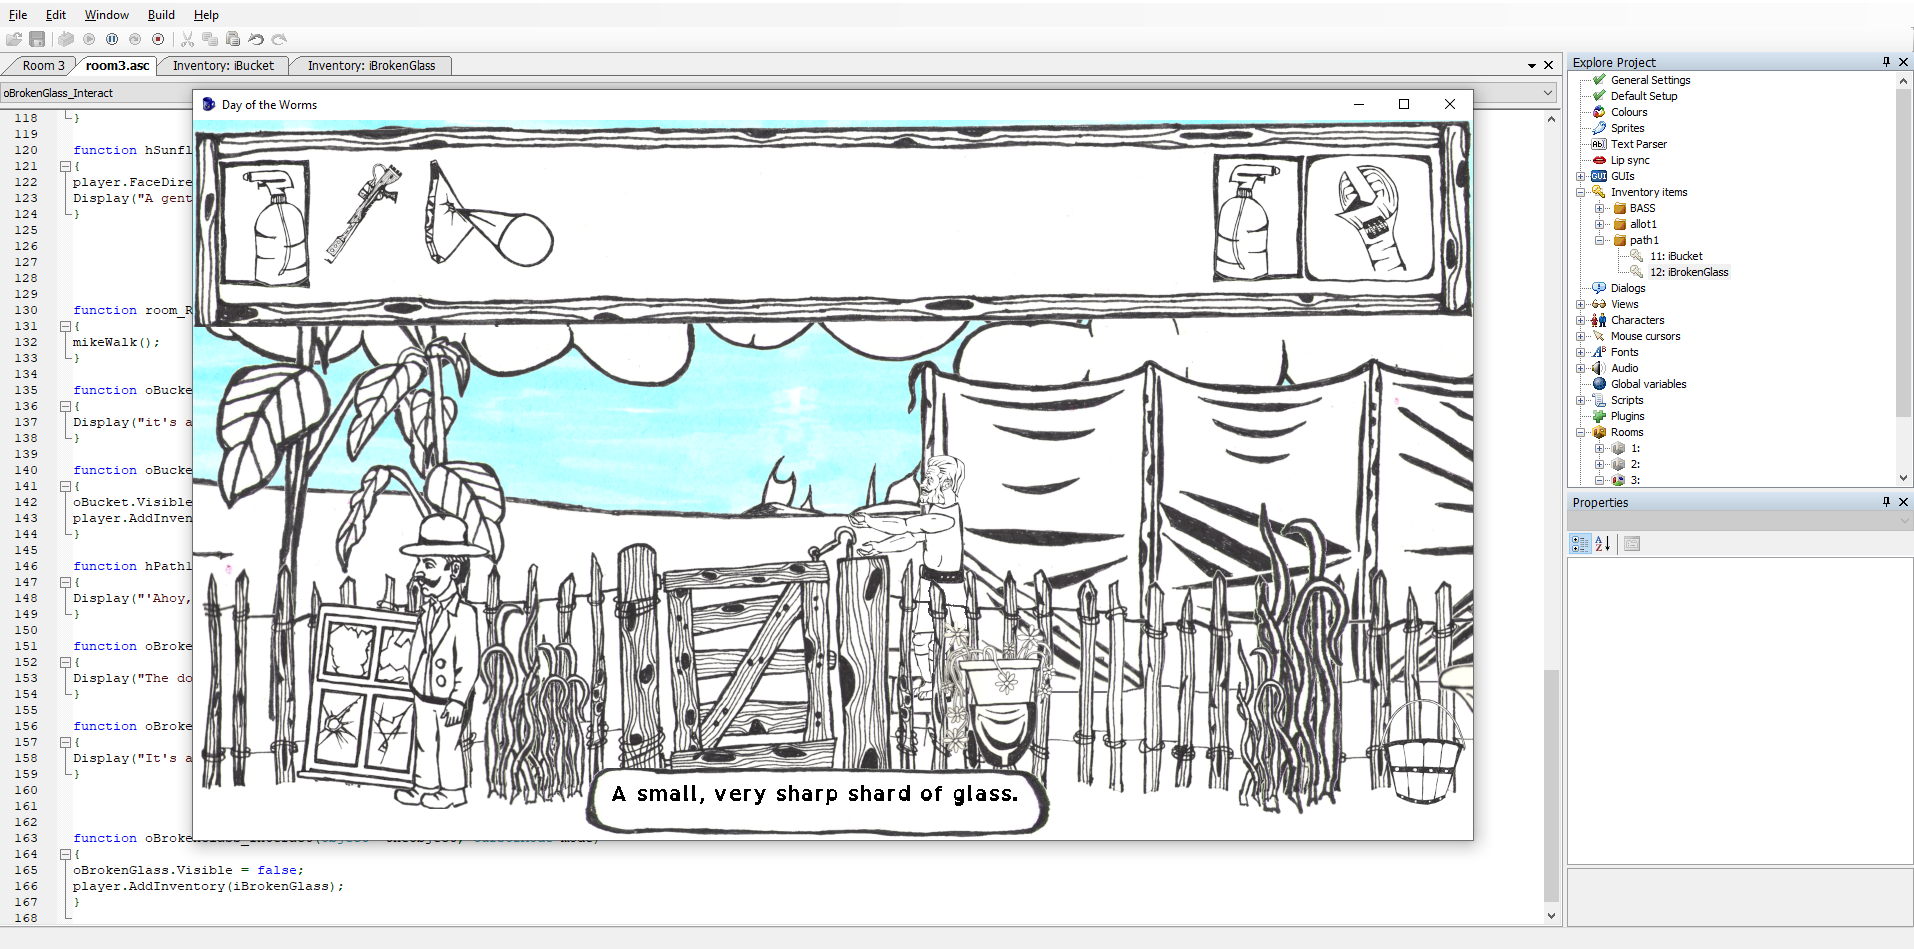 File Edit Window Build Help
Room 3 room3.asc Inventory: iBucket Inventory: iBrokenGlass
oBrokenGlass_Interact
Day of the Worms
118 }
119
120 function hSunfl
121 {
122 player.FaceDire
123 Display("A gent
124 }
125
126
127
128
129
130 function room_R
131 {
132 mikeWalk();
133 }
134
135 function oBucke
136 {
137 Display("it's a
138 }
139
140 function oBucke
141 {
142 oBucket.Visible
143 player.AddInven
144 }
145
146 function hPathl
147 {
148 Display("'Ahoy,
149 }
150
151 function oBroke
152 {
153 Display("The do
154 }
155
156 function oBroke
157 {
158 Display("It's a
159 }
160
161
162
163 function oBroke
164 {
165 oBrokenGlass.Visible = false;
166 player.AddInventory(iBrokenGlass);
167 }
168
A small, very sharp shard of glass.
Explore Project
General Settings
Default Setup
Colours
Sprites
Text Parser
Lip sync
GUIs
Inventory items
BASS
allot1
path1
11: iBucket
12: iBrokenGlass
Dialogs
Views
Characters
Mouse cursors
Fonts
Audio
Global variables
Scripts
Plugins
Rooms
1:
2:
3:
Properties